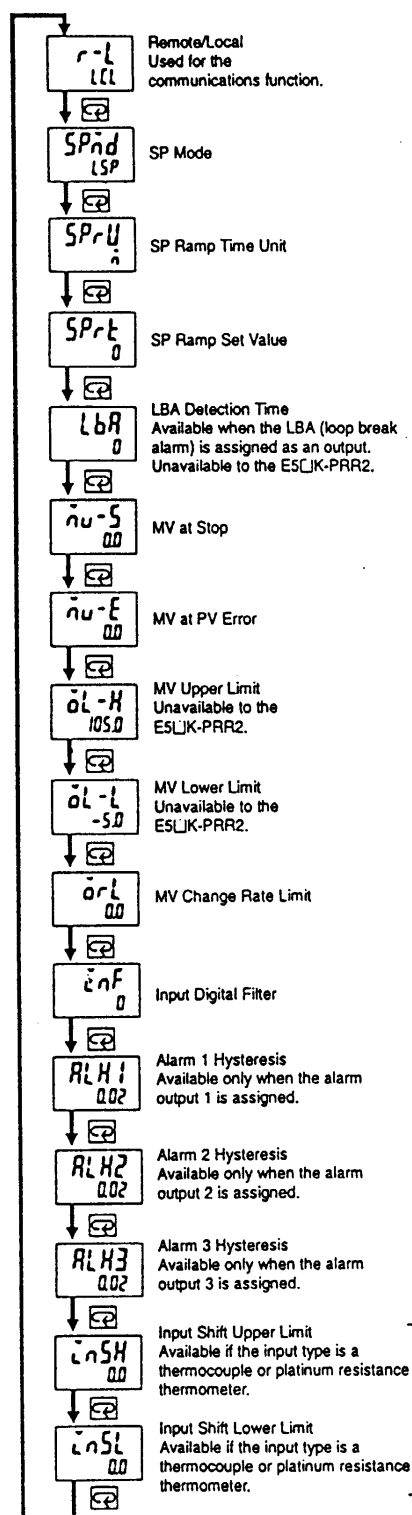 r-L
LCL
Remote/Local
Used for the
communications function.
SPmd
LSP
SP Mode
SPrU
m
SP Ramp Time Unit
SPrt
0
SP Ramp Set Value
LbA
0
LBA Detection Time
Available when the LBA (loop break
alarm) is assigned as an output.
Unavailable to the E5□K-PRR2.
mv-S
0.0
MV at Stop
mv-E
0.0
MV at PV Error
oL-H
105.0
MV Upper Limit
Unavailable to the
E5□K-PRR2.
oL-L
-5.0
MV Lower Limit
Unavailable to the
E5□K-PRR2.
orL
0.0
MV Change Rate Limit
inF
0
Input Digital Filter
ALH1
0.02
Alarm 1 Hysteresis
Available only when the alarm
output 1 is assigned.
ALH2
0.02
Alarm 2 Hysteresis
Available only when the alarm
output 2 is assigned.
ALH3
0.02
Alarm 3 Hysteresis
Available only when the alarm
output 3 is assigned.
inSH
0.0
Input Shift Upper Limit
Available if the input type is a
thermocouple or platinum resistance
thermometer.
inSL
0.0
Input Shift Lower Limit
Available if the input type is a
thermocouple or platinum resistance
thermometer.